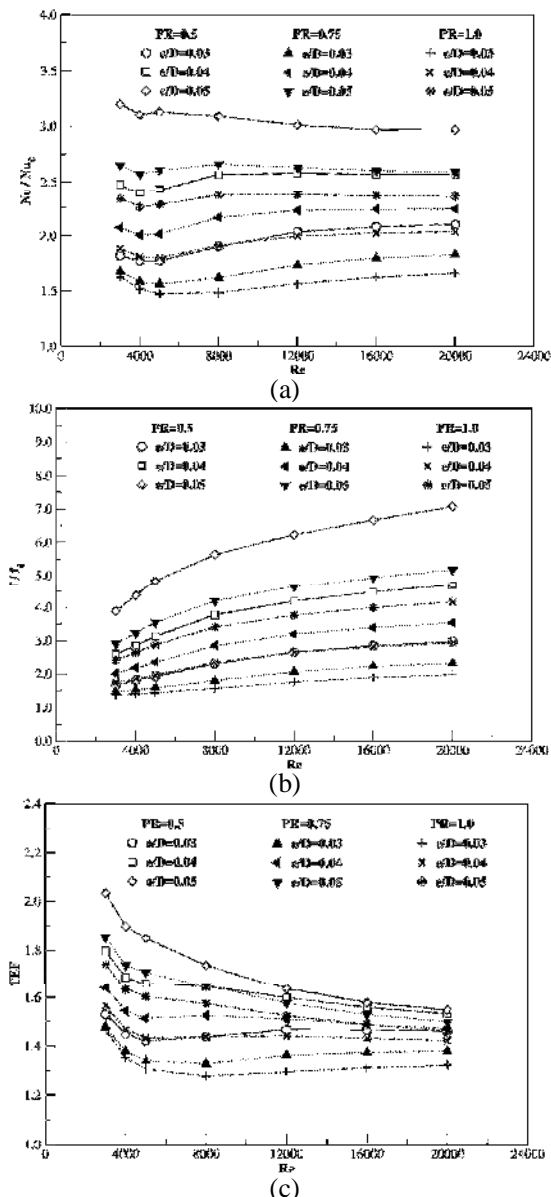 4.0
3.5
3.0
2.5
2.0
1.5
1.0
Nu / Nu₀
PR=0.5 PR=0.75 PR=1.0
e/D=0.03 e/D=0.03 e/D=0.03
e/D=0.04 e/D=0.04 e/D=0.04
e/D=0.05 e/D=0.05 e/D=0.05
0 4000 8000 12000 16000 20000 24000
Re
(a)
10.0
9.0
8.0
7.0
6.0
5.0
4.0
3.0
2.0
1.0
0.0
f / f₀
PR=0.5 PR=0.75 PR=1.0
e/D=0.03 e/D=0.03 e/D=0.03
e/D=0.04 e/D=0.04 e/D=0.04
e/D=0.05 e/D=0.05 e/D=0.05
0 4000 8000 12000 16000 20000 24000
Re
(b)
2.4
2.2
2.0
1.8
1.6
1.4
1.2
1.0
TEF
PR=0.5 PR=0.75 PR=1.0
e/D=0.03 e/D=0.03 e/D=0.03
e/D=0.04 e/D=0.04 e/D=0.04
e/D=0.05 e/D=0.05 e/D=0.05
0 4000 8000 12000 16000 20000 24000
Re
(c)